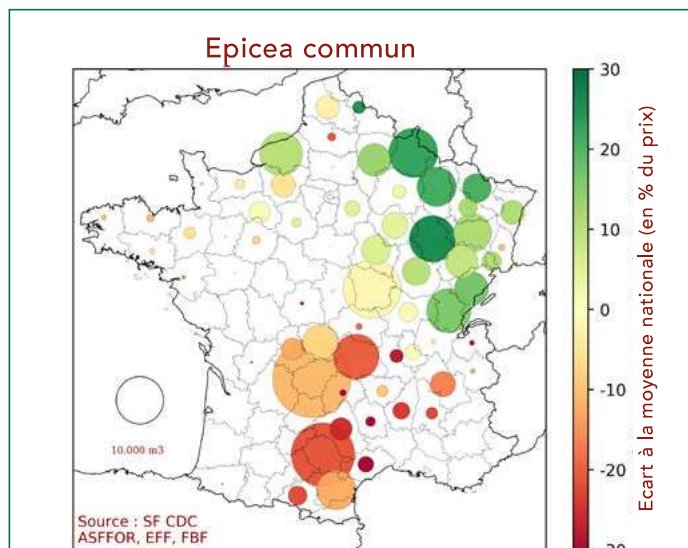 Epicea commun
30
20
10
0
-10
-20
-30
Ecart à la moyenne nationale (en % du prix)
10.000 m3
Source : SF CDC
ASFFOR, EFF, FBF